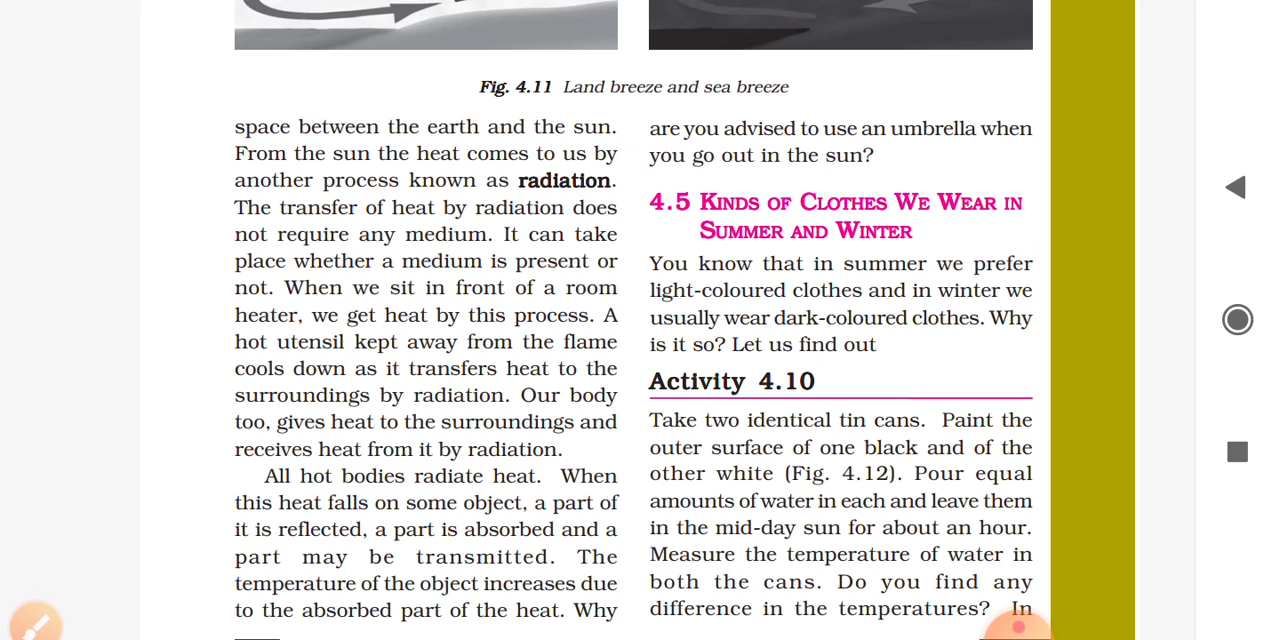 Fig. 4.11 Land breeze and sea breeze
space between the earth and the sun.
From the sun the heat comes to us by
another process known as radiation.
The transfer of heat by radiation does
not require any medium. It can take
place whether a medium is present or
not. When we sit in front of a room
heater, we get heat by this process. A
hot utensil kept away from the flame
cools down as it transfers heat to the
surroundings by radiation. Our body
too, gives heat to the surroundings and
receives heat from it by radiation.
All hot bodies radiate heat. When
this heat falls on some object, a part of
it is reflected, a part is absorbed and a
part may be transmitted. The
temperature of the object increases due
to the absorbed part of the heat. Why
are you advised to use an umbrella when
you go out in the sun?
4.5 KINDS OF CLOTHES WE WEAR IN
SUMMER AND WINTER
You know that in summer we prefer
light-coloured clothes and in winter we
usually wear dark-coloured clothes. Why
is it so? Let us find out
Activity 4.10
Take two identical tin cans. Paint the
outer surface of one black and of the
other white (Fig. 4.12). Pour equal
amounts of water in each and leave them
in the mid-day sun for about an hour.
Measure the temperature of water in
both the cans. Do you find any
difference in the temperatures? In